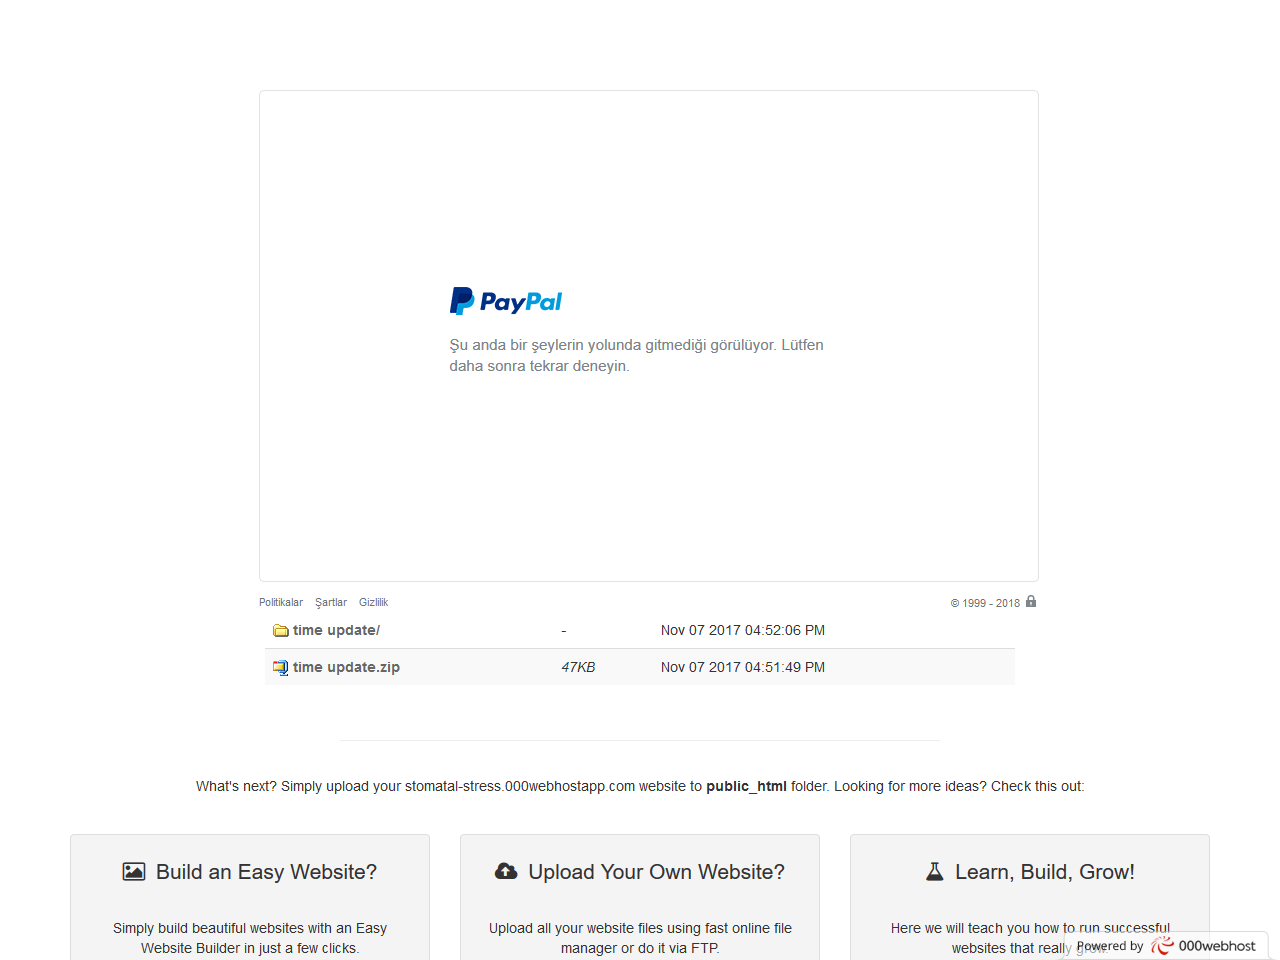 PayPal
Şu anda bir şeylerin yolunda gitmediği görülüyor. Lütfen
daha sonra tekrar deneyin.
Politikalar Şartlar Gizlilik © 1999 - 2018
time update/ - Nov 07 2017 04:52:06 PM
time update.zip 47KB Nov 07 2017 04:51:49 PM
What's next? Simply upload your stomatal-stress.000webhostapp.com website to public_html folder. Looking for more ideas? Check this out:
Build an Easy Website?
Simply build beautiful websites with an Easy
Website Builder in just a few clicks.
Upload Your Own Website?
Upload all your website files using fast online file
manager or do it via FTP.
Learn, Build, Grow!
Here we will teach you how to run successful
websites that really grow.
Powered by 000webhost